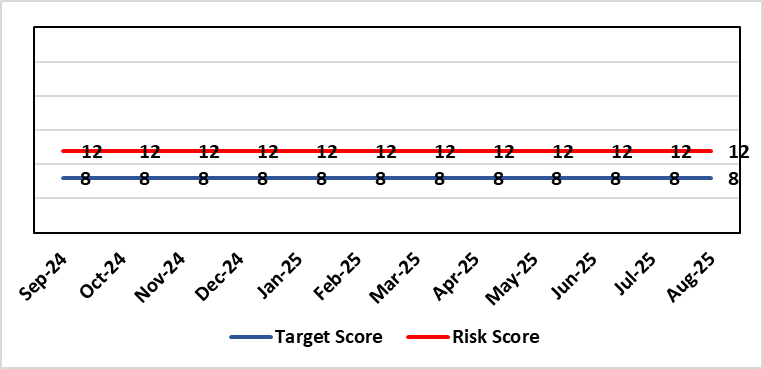 12 12 12 12 12 12 12 12 12 12 12 12
8 8 8 8 8 8 8 8 8 8 8 8
Sep-24 Oct-24 Nov-24 Dec-24 Jan-25 Feb-25 Mar-25 Apr-25 May-25 Jun-25 Jul-25 Aug-25
Target Score Risk Score